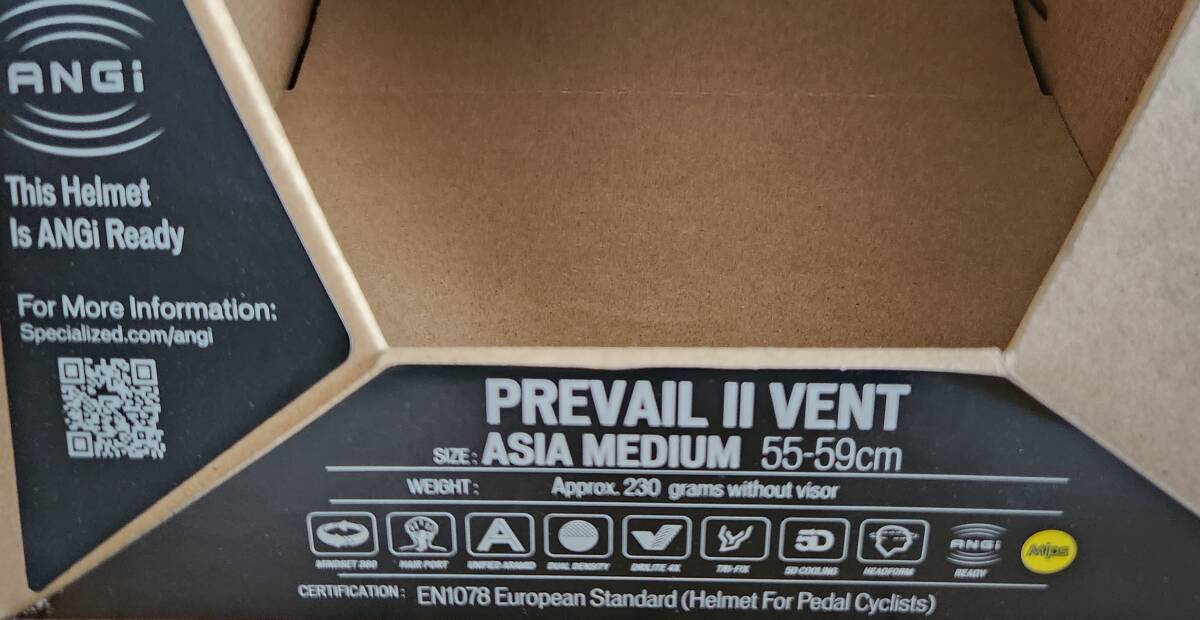 ANGi
This Helmet
Is ANGi Ready
For More Information:
Specialized.com/angi
PREVAIL II VENT
SIZE: ASIA MEDIUM 55-59cm
WEIGHT: Approx. 230 grams without visor
A 5D ANGi Mips
MINDSET 360 HAIR PORT UNIFIED ARAMID DUAL DENSITY DRILITE 4X TRI-FIX 5D COOLING HEADFORM READY
CERTIFICATION: EN1078 European Standard (Helmet For Pedal Cyclists)